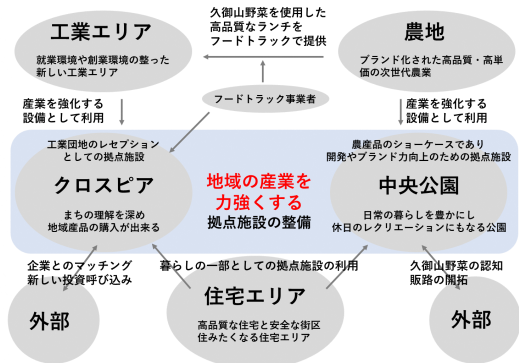 工業エリア
就業環境や創業環境の整った
新しい工業エリア
久御山野菜を使用した
高品質なランチを
フードトラックで提供
農地
ブランド化された高品質・高単
価の次世代農業
フードトラック事業者
産業を強化する
設備として利用
産業を強化する
設備として利用
工業団地のレセプション
としての拠点施設
クロスピア
まちの理解を深め
地域産品の購入が出来る
地域の産業を
力強くする
拠点施設の整備
農産品のショーケースであり
開発やブランド力向上のための拠点施設
中央公園
日常の暮らしを豊かにし
休日のレクリエーションにもなる公園
企業とのマッチング
新しい投資呼び込み
暮らしの一部としての拠点施設の利用
久御山野菜の認知
販路の開拓
外部
住宅エリア
高品質な住宅と安全な街区
住みたくなる住宅エリア
外部